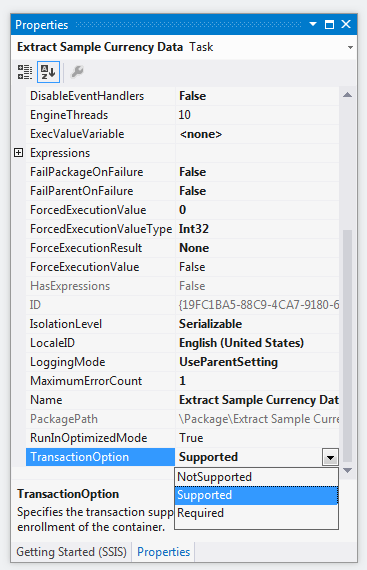 Properties
Extract Sample Currency Data Task
DisableEventHandlers False
EngineThreads 10
ExecValueVariable <none>
Expressions
FailPackageOnFailure False
FailParentOnFailure False
ForcedExecutionValue 0
ForcedExecutionValueType Int32
ForceExecutionResult None
ForceExecutionValue False
HasExpressions False
ID {19FC1BA5-88C9-4CA7-9180-6
IsolationLevel Serializable
LocaleID English (United States)
LoggingMode UseParentSetting
MaximumErrorCount 1
Name Extract Sample Currency Dat
PackagePath \Package\Extract Sample Curre
RunInOptimizedMode True
TransactionOption Supported
NotSupported
Supported
Required
TransactionOption
Specifies the transaction supp
enrollment of the container.
Getting Started (SSIS) Properties